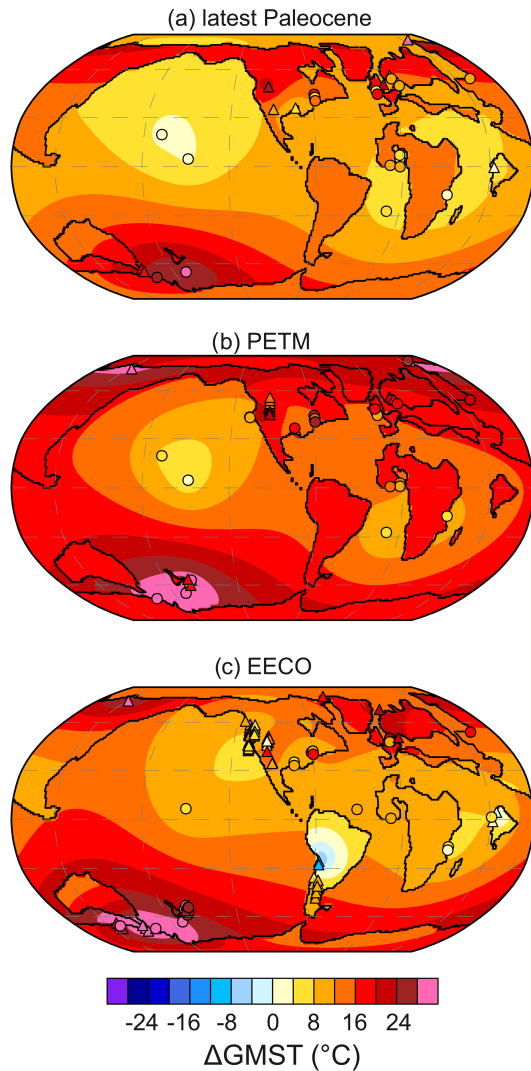 (a) latest Paleocene
(b) PETM
(c) EECO
-24 -16 -8 0 8 16 24
ΔGMST (°C)